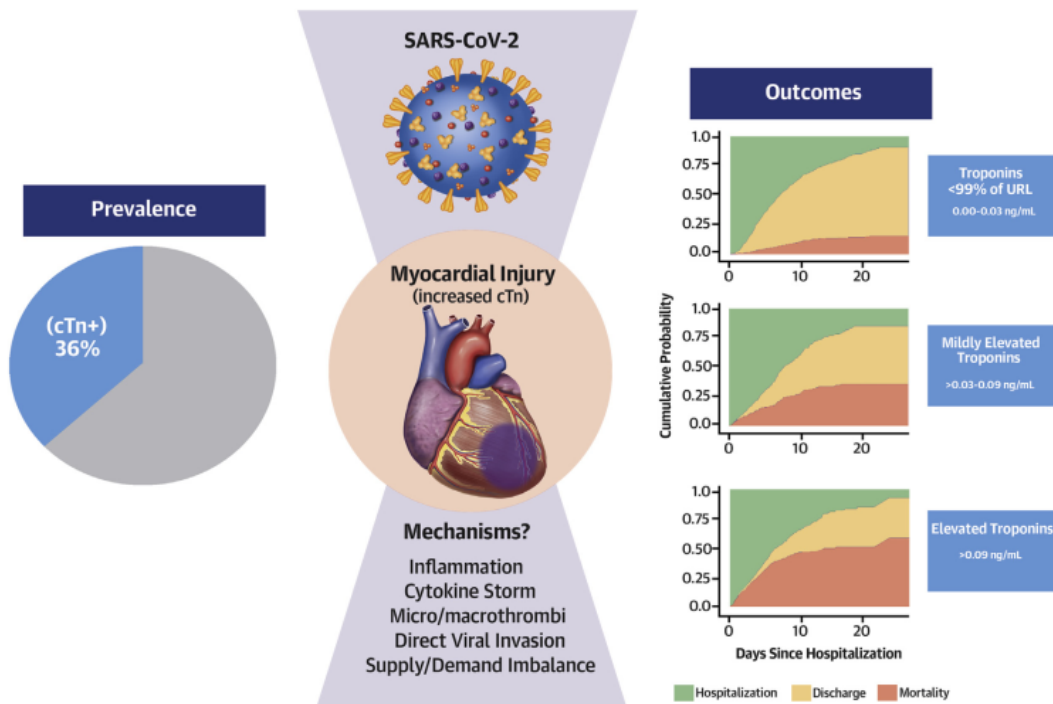 SARS-CoV-2
Prevalence
(cTn+)
36%
Myocardial Injury
(increased cTn)
Mechanisms?
Inflammation
Cytokine Storm
Micro/macrothrombi
Direct Viral Invasion
Supply/Demand Imbalance
Outcomes
Cumulative Probability
1.0
0.75
0.50
0.25
0.0
0 10 20
Troponins
<99% of URL
0.00-0.03 ng/mL
1.0
0.75
0.50
0.25
0.0
0 10 20
Mildly Elevated
Troponins
>0.03-0.09 ng/mL
1.0
0.75
0.50
0.25
0.0
0 10 20
Elevated Troponins
>0.09 ng/mL
Days Since Hospitalization
Hospitalization Discharge Mortality